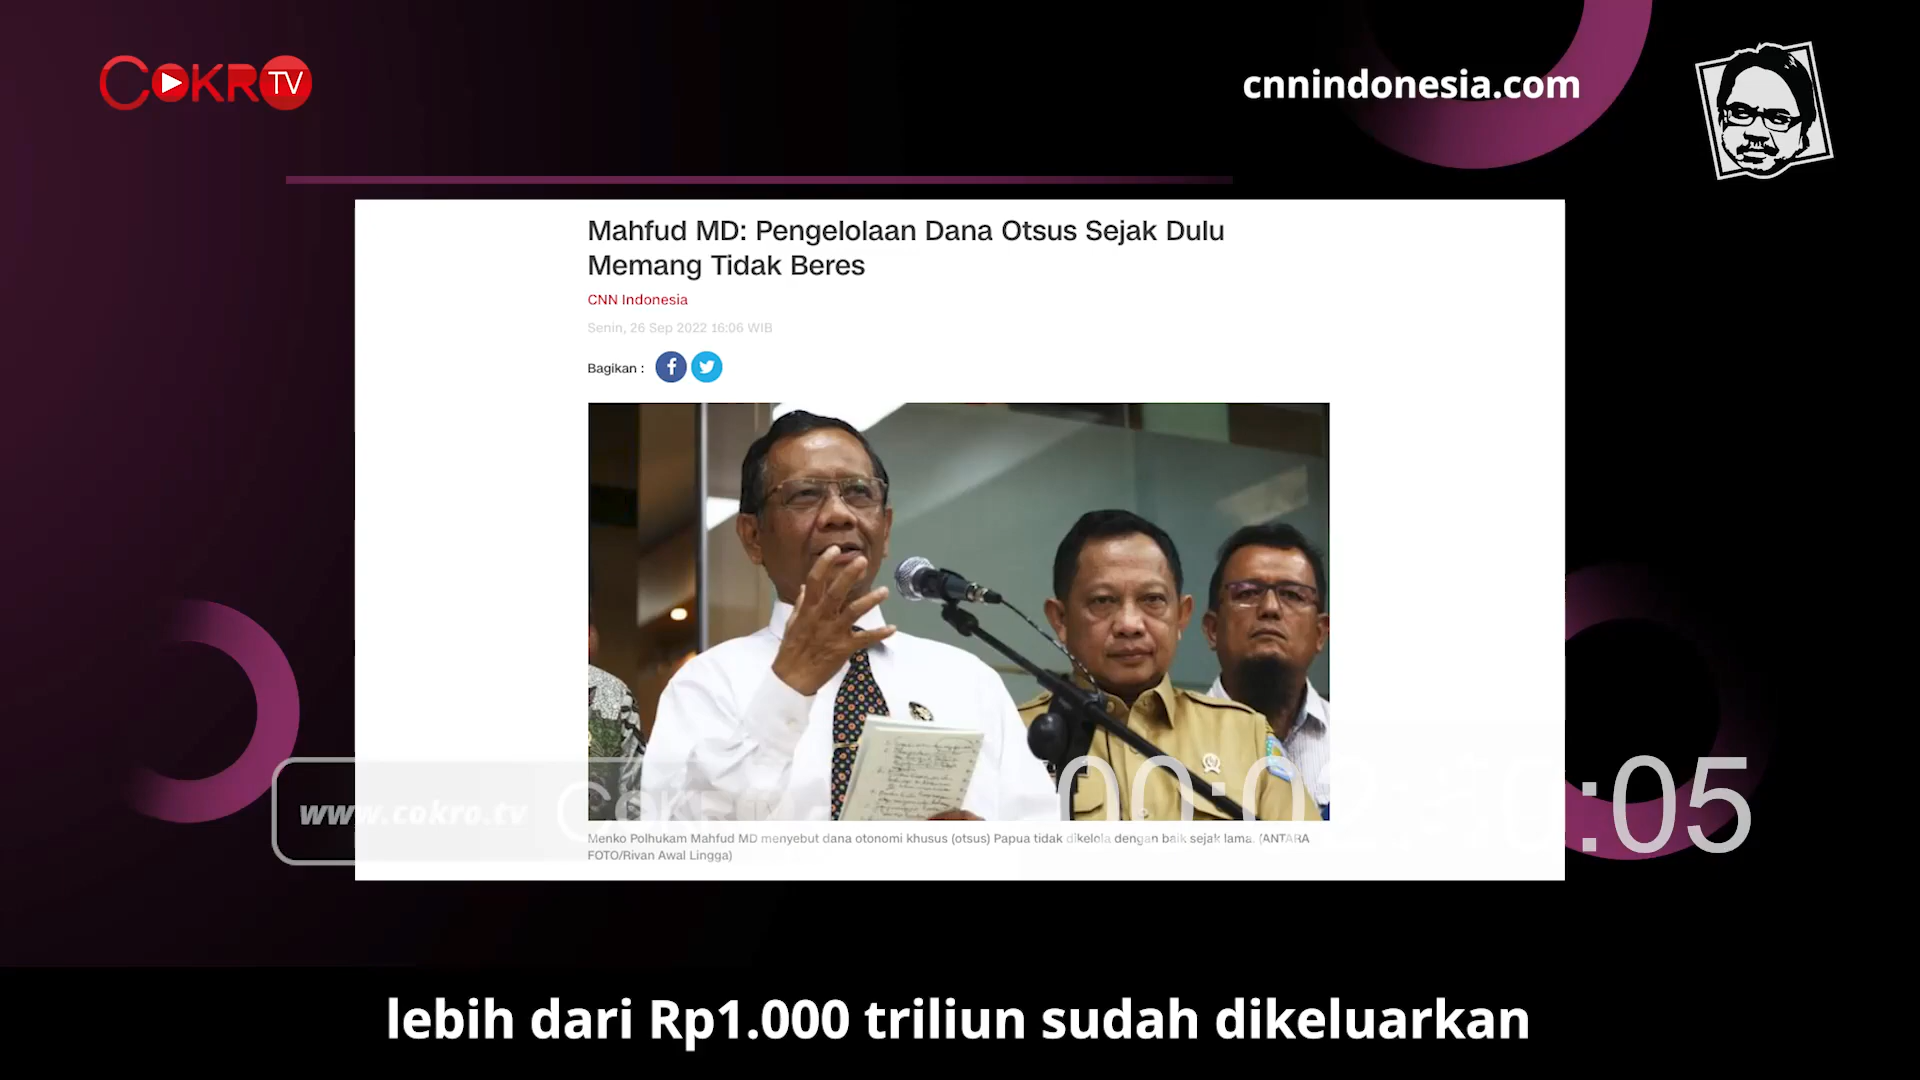 COKRO TV
cnnindonesia.com
Mahfud MD: Pengelolaan Dana Otsus Sejak Dulu
Memang Tidak Beres
CNN Indonesia
Senin, 26 Sep 2022 16:06 WIB
Bagikan :
www.cokro.tv
COKRO TV
Menko Polhukam Mahfud MD menyebut dana otonomi khusus (otsus) Papua tidak dikelola dengan baik sejak lama. (ANTARA
FOTO/Rivan Awal Lingga)
lebih dari Rp1.000 triliun sudah dikeluarkan